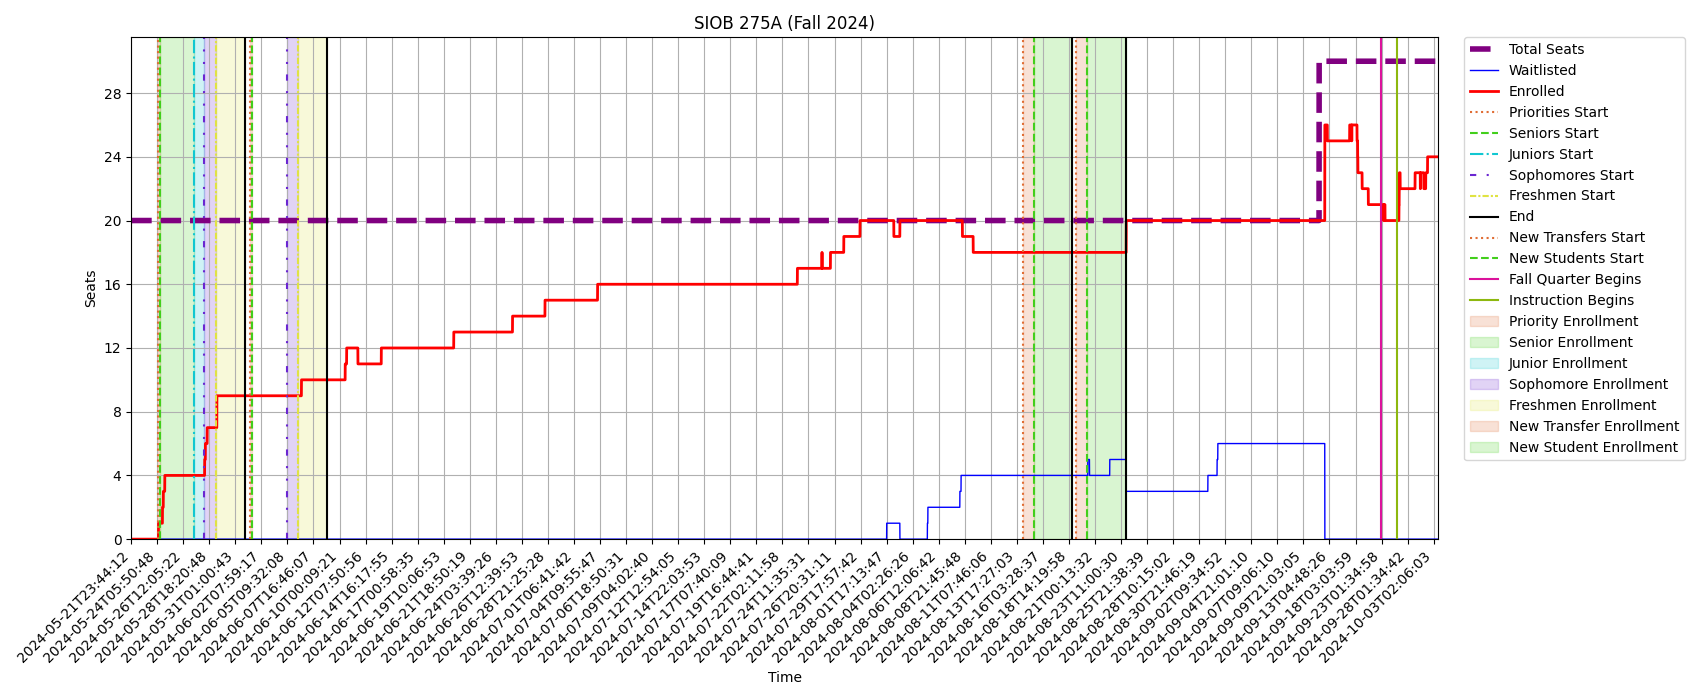 SIOB 275A (Fall 2024)
Seats
28
24
20
16
12
8
4
0
2024-05-21T23:44:12
2024-05-24T05:50:48
2024-05-26T12:05:22
2024-05-28T18:20:48
2024-05-31T01:00:43
2024-06-02T07:59:17
2024-06-05T09:32:08
2024-06-07T16:46:07
2024-06-10T00:09:21
2024-06-12T07:50:56
2024-06-14T16:17:55
2024-06-17T00:58:35
2024-06-19T10:06:53
2024-06-21T18:50:19
2024-06-24T03:39:26
2024-06-26T12:39:53
2024-06-28T21:25:28
2024-07-01T06:41:42
2024-07-04T09:55:47
2024-07-06T18:50:31
2024-07-09T04:02:40
2024-07-12T12:54:05
2024-07-14T22:03:53
2024-07-17T07:40:09
2024-07-19T16:44:41
2024-07-22T02:11:58
2024-07-24T11:35:31
2024-07-26T20:31:11
2024-07-29T17:57:42
2024-08-01T17:13:47
2024-08-04T02:26:26
2024-08-06T12:06:42
2024-08-08T21:45:48
2024-08-11T07:46:06
2024-08-13T17:27:03
2024-08-16T03:28:37
2024-08-18T14:19:58
2024-08-21T00:13:32
2024-08-23T11:00:30
2024-08-25T21:38:39
2024-08-28T10:15:02
2024-08-30T21:46:19
2024-09-02T09:34:52
2024-09-04T21:01:10
2024-09-07T09:06:10
2024-09-09T21:03:05
2024-09-13T04:48:26
2024-09-18T03:03:59
2024-09-23T01:34:58
2024-09-28T01:34:42
2024-10-03T02:06:03
Time
Total Seats
Waitlisted
Enrolled
Priorities Start
Seniors Start
Juniors Start
Sophomores Start
Freshmen Start
End
New Transfers Start
New Students Start
Fall Quarter Begins
Instruction Begins
Priority Enrollment
Senior Enrollment
Junior Enrollment
Sophomore Enrollment
Freshmen Enrollment
New Transfer Enrollment
New Student Enrollment